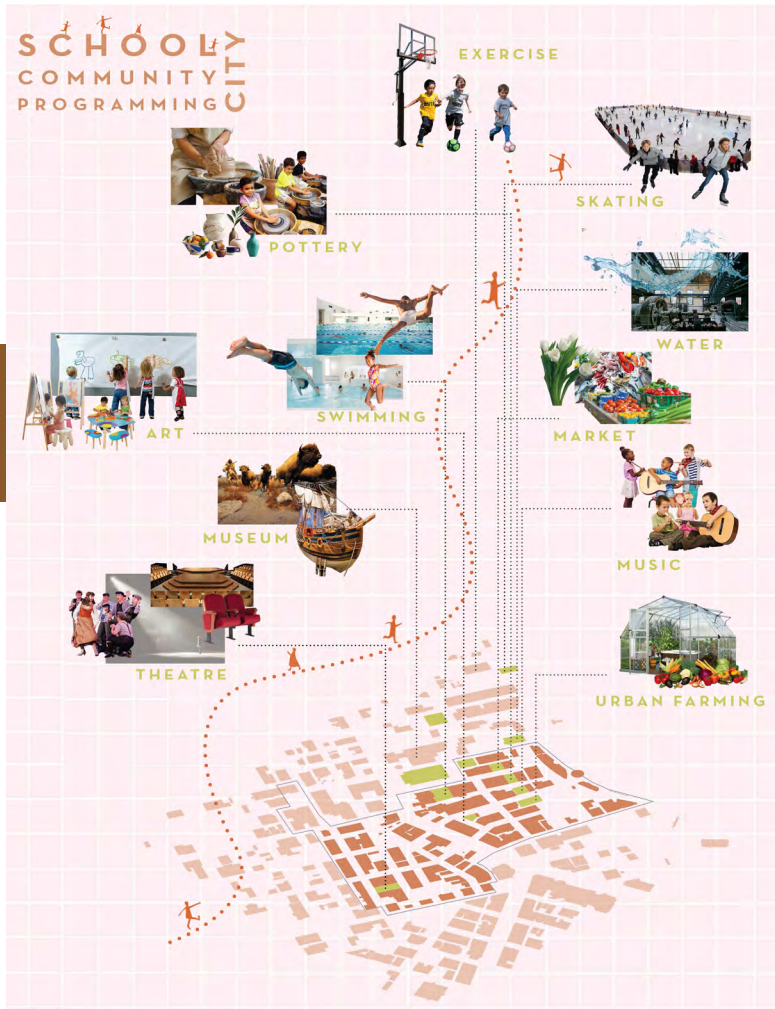 SCHOOL
COMMUNITY
PROGRAMMING
CITY
EXERCISE
SKATING
POTTERY
WATER
SWIMMING
MARKET
ART
MUSEUM
MUSIC
THEATRE
URBAN FARMING